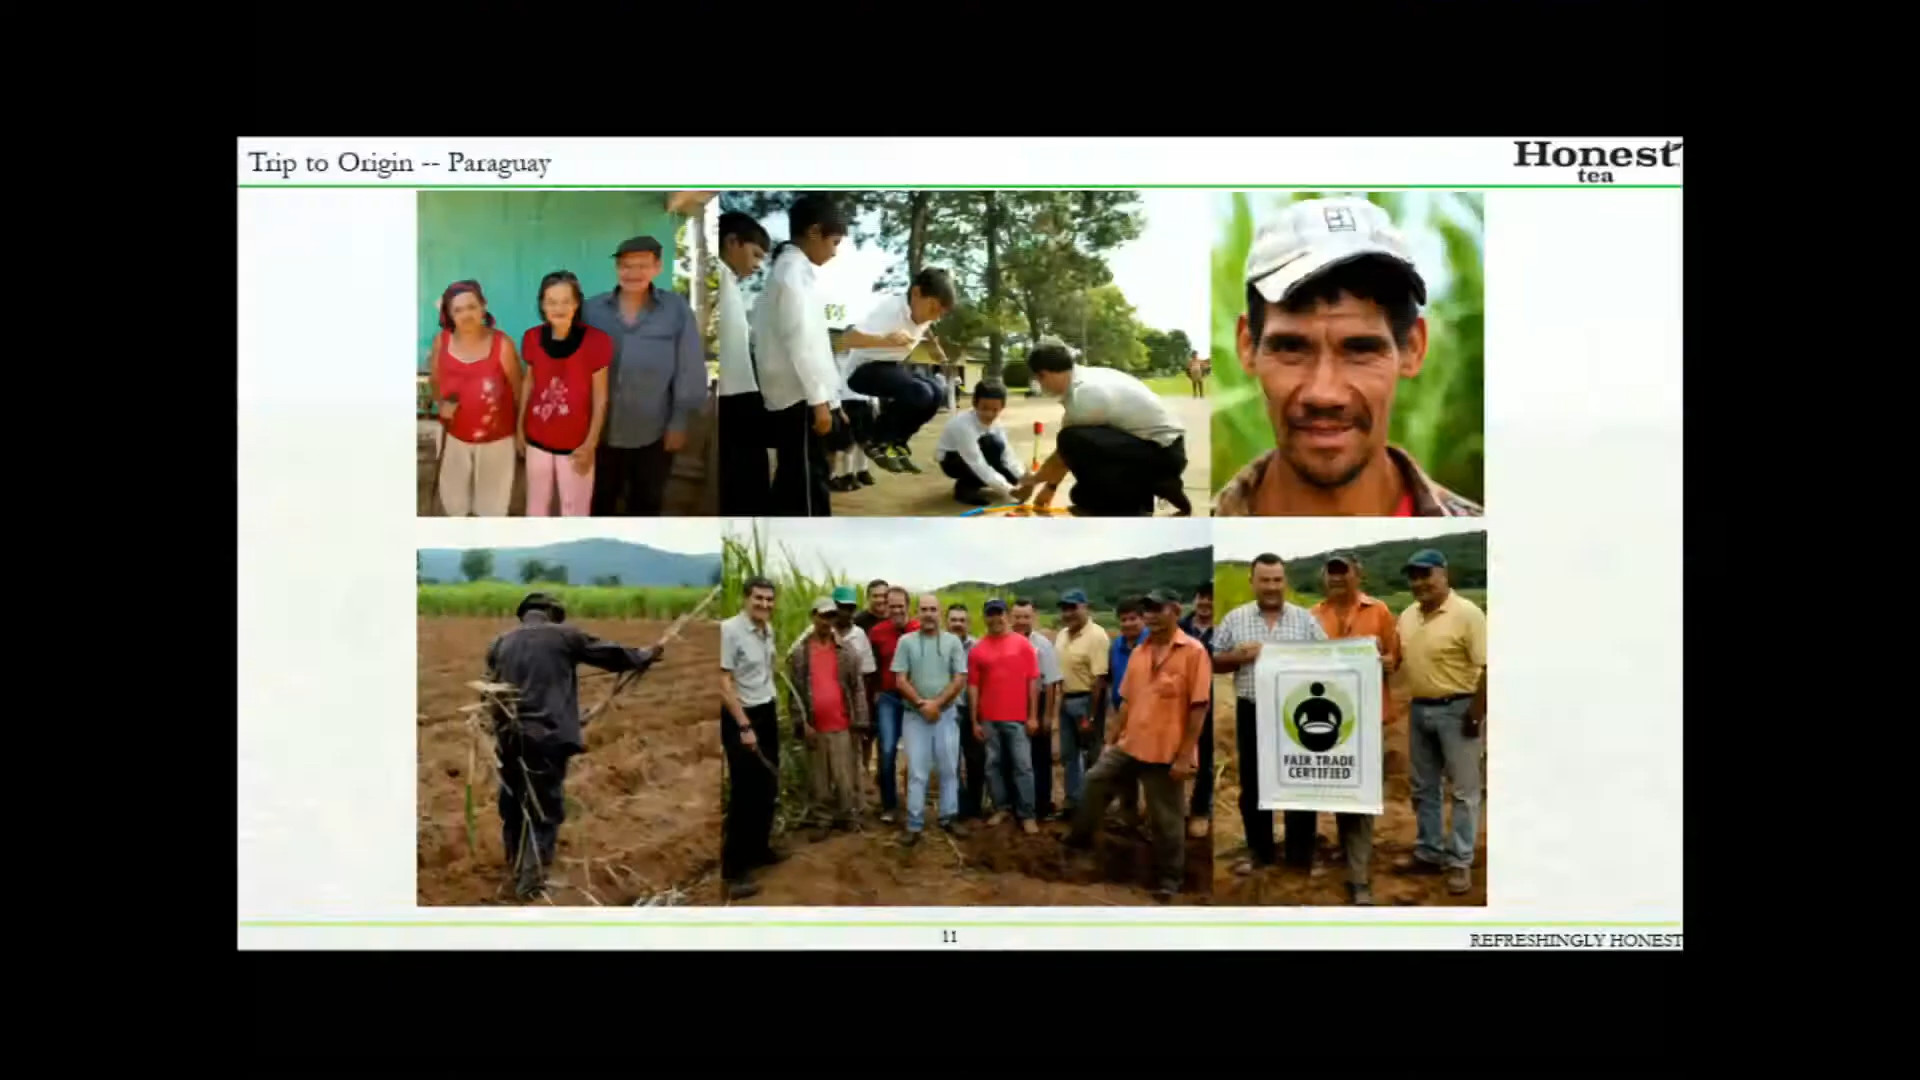 Trip to Origin -- Paraguay
Honest
tea
FAIR TRADE
CERTIFIED
11
REFRESHINGLY HONEST